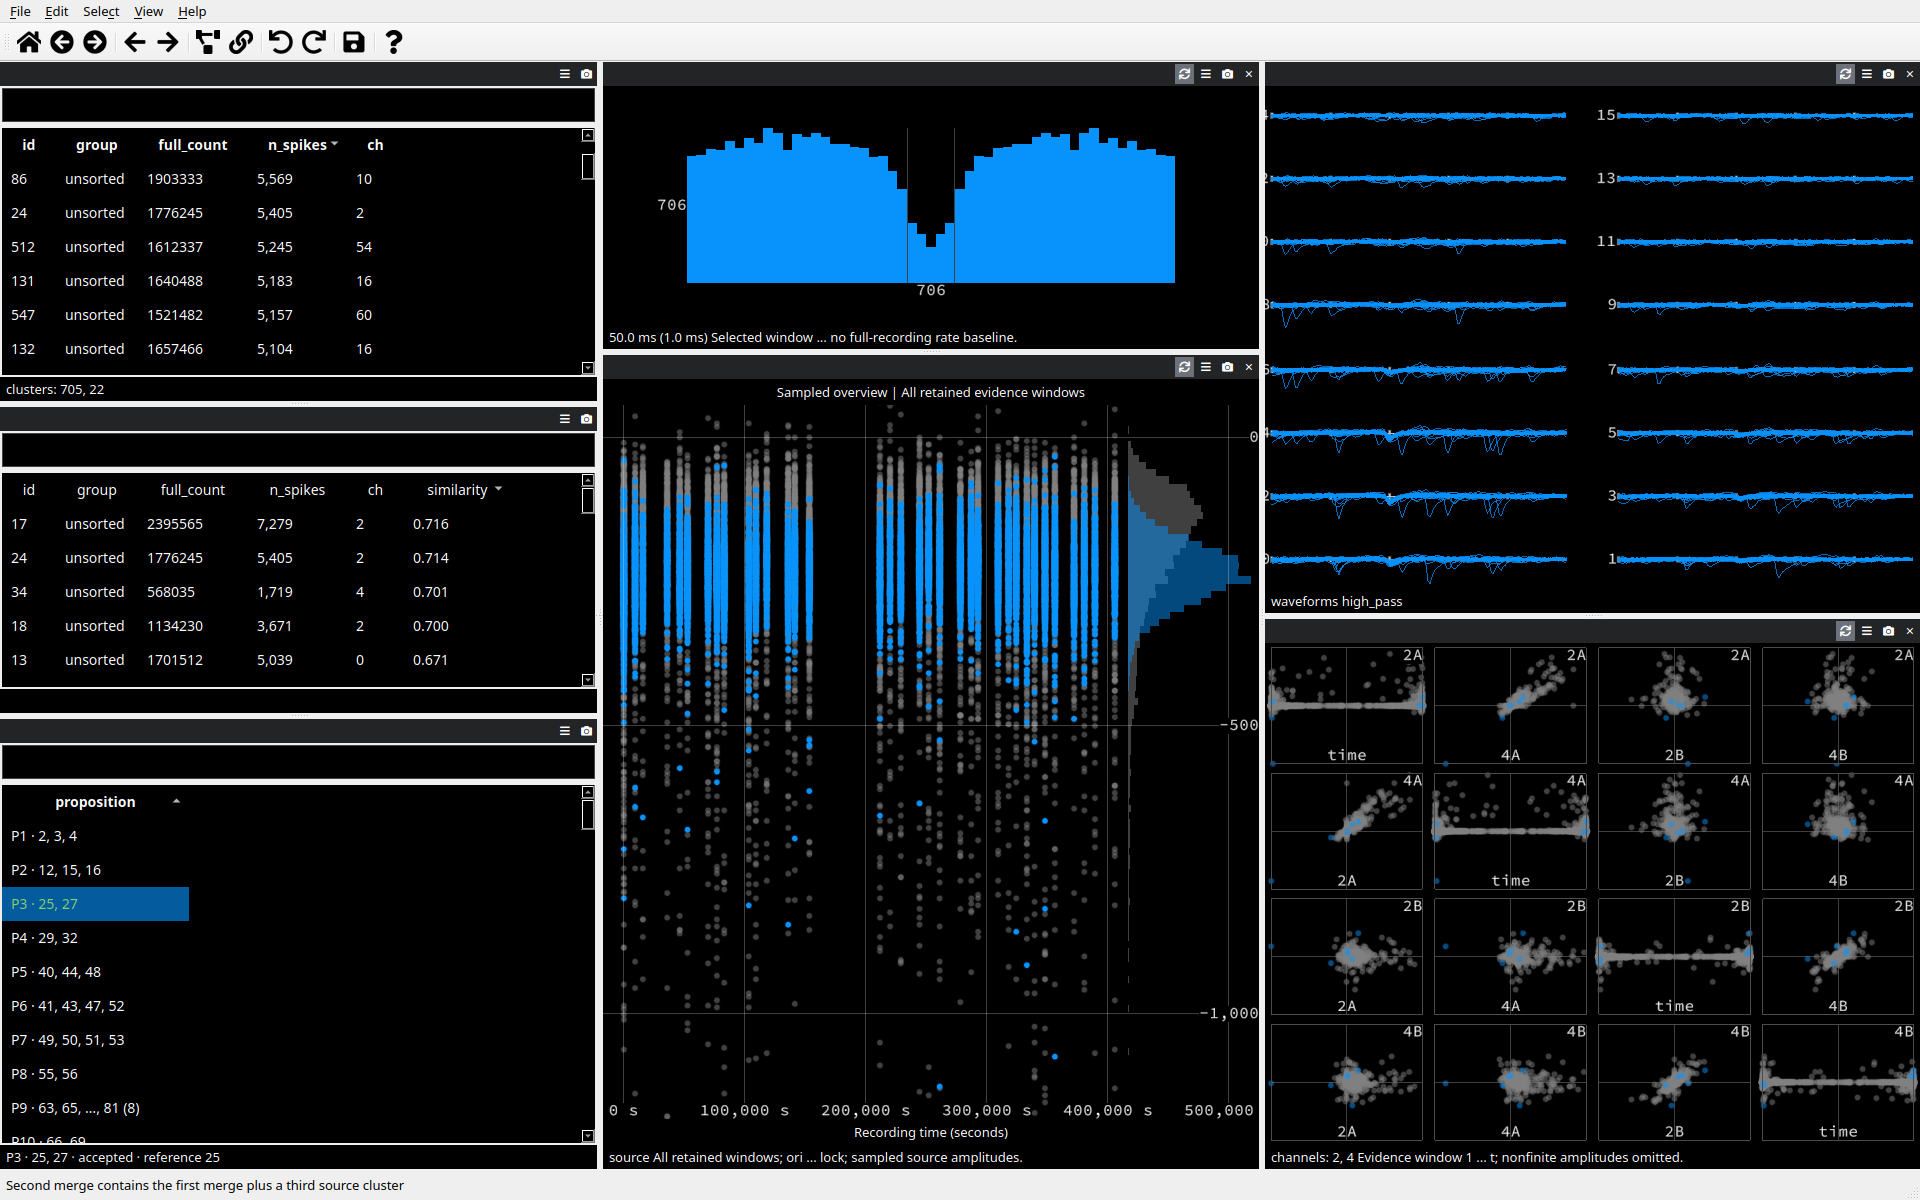 File Edit Select View Help
id group full_count n_spikes ch
86 unsorted 1903333 5,569 10
24 unsorted 1776245 5,405 2
512 unsorted 1612337 5,245 54
131 unsorted 1640488 5,183 16
547 unsorted 1521482 5,157 60
132 unsorted 1657466 5,104 16
clusters: 705, 22
id group full_count n_spikes ch similarity
17 unsorted 2395565 7,279 2 0.716
24 unsorted 1776245 5,405 2 0.714
34 unsorted 568035 1,719 4 0.701
18 unsorted 1134230 3,671 2 0.700
13 unsorted 1701512 5,039 0 0.671
proposition
P1 · 2, 3, 4
P2 · 12, 15, 16
P3 · 25, 27
P4 · 29, 32
P5 · 40, 44, 48
P6 · 41, 43, 47, 52
P7 · 49, 50, 51, 53
P8 · 55, 56
P9 · 63, 65, ..., 81 (8)
P10 · 66, 69
P3 · 25, 27 · accepted · reference 25
706
706
50.0 ms (1.0 ms) Selected window ... no full-recording rate baseline.
Sampled overview | All retained evidence windows
0
-500
-1,000
0 s 100,000 s 200,000 s 300,000 s 400,000 s 500,000
Recording time (seconds)
source All retained windows; ori ... lock; sampled source amplitudes.
15
13
11
9
7
5
3
1
waveforms high_pass
2A 2A 2A 2A
time 4A 2B 4B
4A 4A 4A 4A
2A time 2B 4B
2B 2B 2B 2B
2A 4A time 4B
4B 4B 4B 4B
2A 4A 2B time
channels: 2, 4 Evidence window 1 ... t; nonfinite amplitudes omitted.
Second merge contains the first merge plus a third source cluster